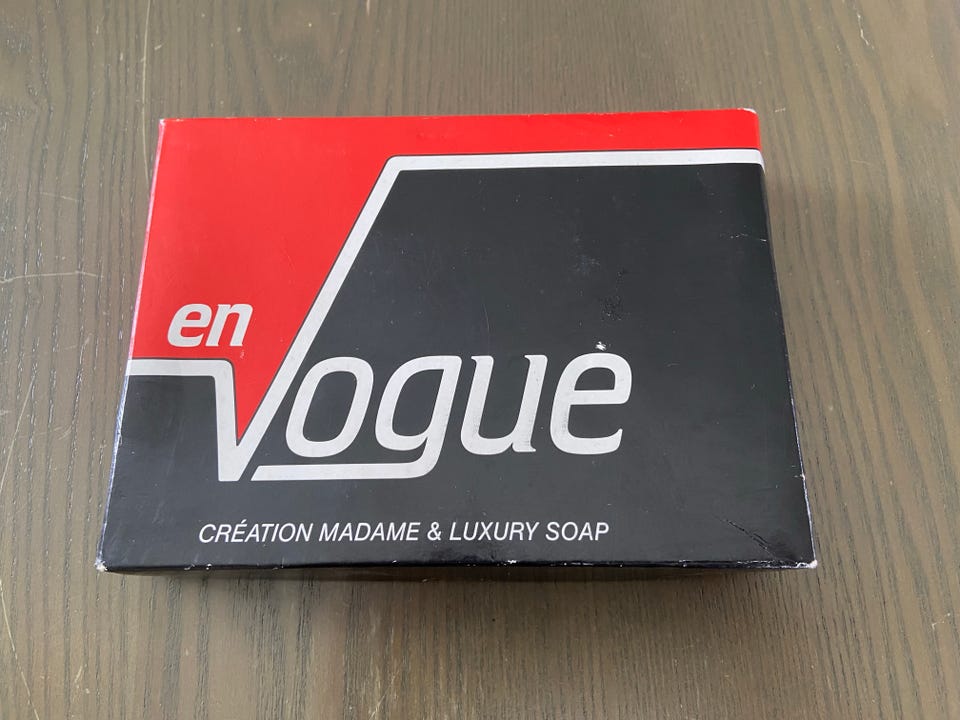 en
Vogue
CRÉATION MADAME & LUXURY SOAP